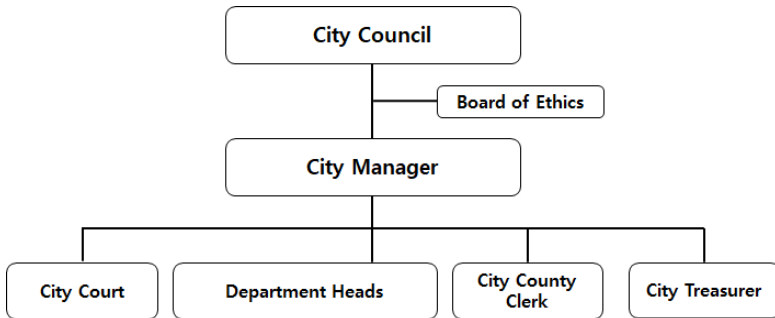 City Council
Board of Ethics
City Manager
City Court
Department Heads
City County
Clerk
City Treasurer